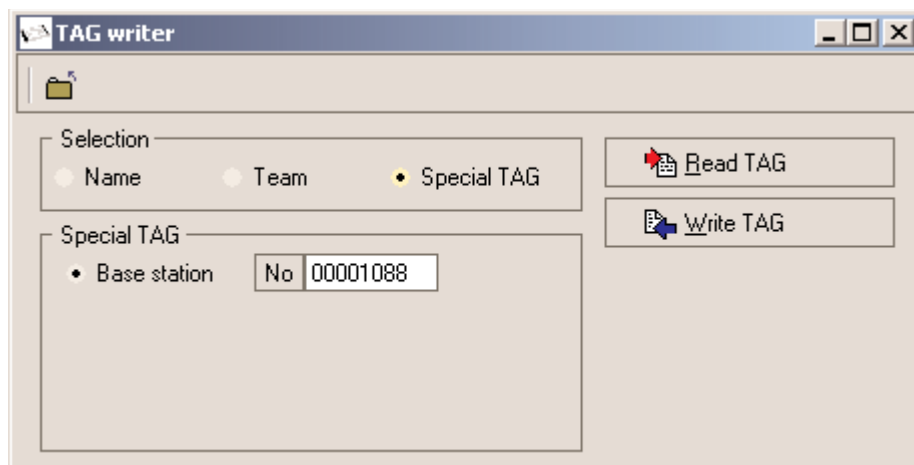 TAG writer
Selection
Name Team Special TAG
Read TAG
Write TAG
Special TAG
Base station No 00001088